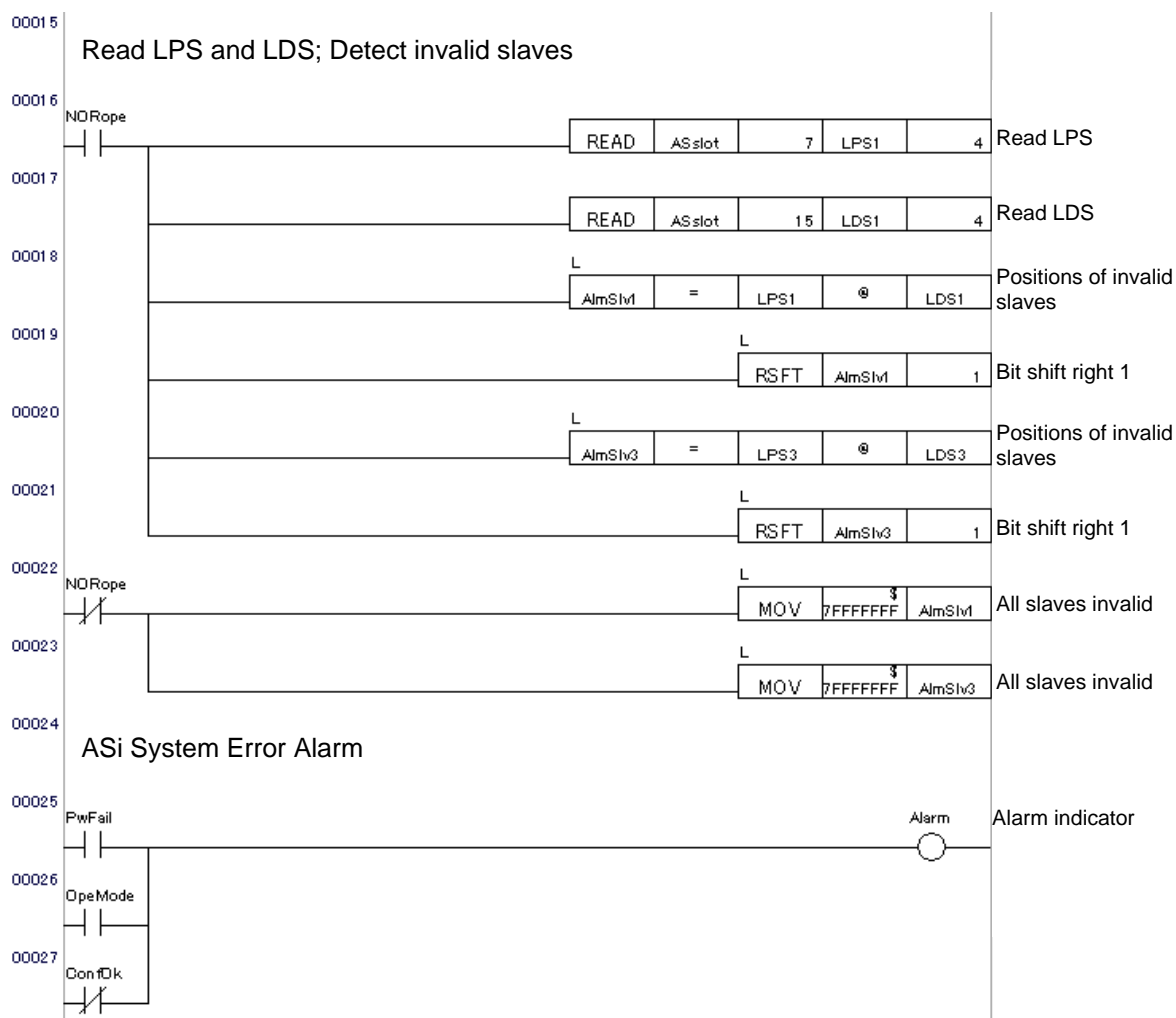 00015
Read LPS and LDS; Detect invalid slaves
00016
NORope
READ ASslot 7 LPS1 4 Read LPS
00017
READ ASslot 15 LDS1 4 Read LDS
00018
L
AlmSlv1 = LPS1 @ LDS1 Positions of invalid
slaves
00019
L
RSFT AlmSlv1 1 Bit shift right 1
00020
L
AlmSlv3 = LPS3 @ LDS3 Positions of invalid
slaves
00021
L
RSFT AlmSlv3 1 Bit shift right 1
00022
NORope
L
MOV $ 7FFFFFFF AlmSlv1 All slaves invalid
00023
L
MOV $ 7FFFFFFF AlmSlv3 All slaves invalid
00024
ASi System Error Alarm
00025
PwFail Alarm Alarm indicator
00026
OpeMode
00027
ConfOk